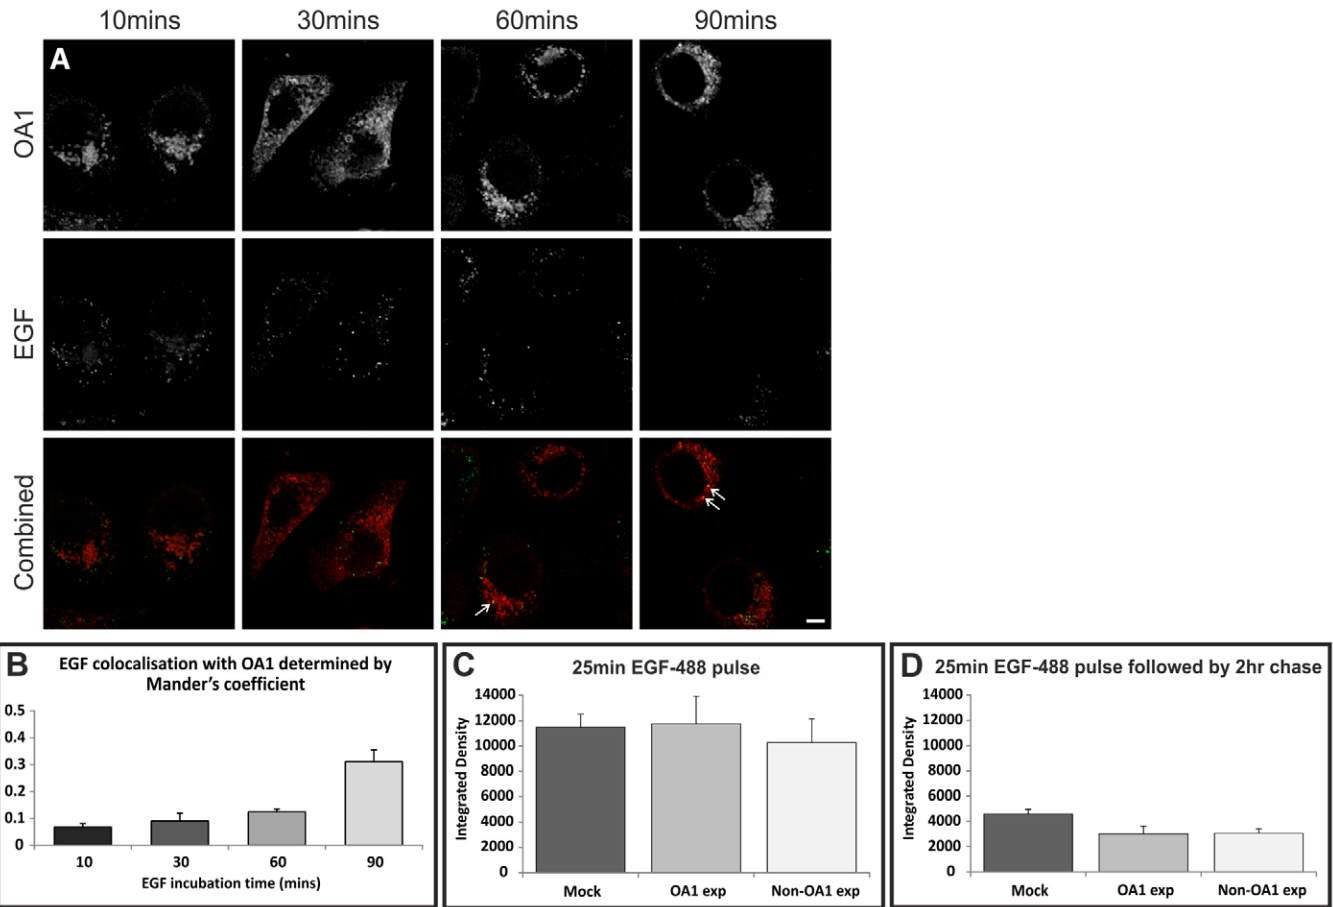 10mins 30mins 60mins 90mins
A
OA1
EGF
Combined
B
EGF colocalisation with OA1 determined by
Mander's coefficient
0.5
0.4
0.3
0.2
0.1
0
10 30 60 90
EGF incubation time (mins)
C
25min EGF-488 pulse
Integrated Density
14000
12000
10000
8000
6000
4000
2000
0
Mock OA1 exp Non-OA1 exp
D
25min EGF-488 pulse followed by 2hr chase
Integrated Density
14000
12000
10000
8000
6000
4000
2000
0
Mock OA1 exp Non-OA1 exp